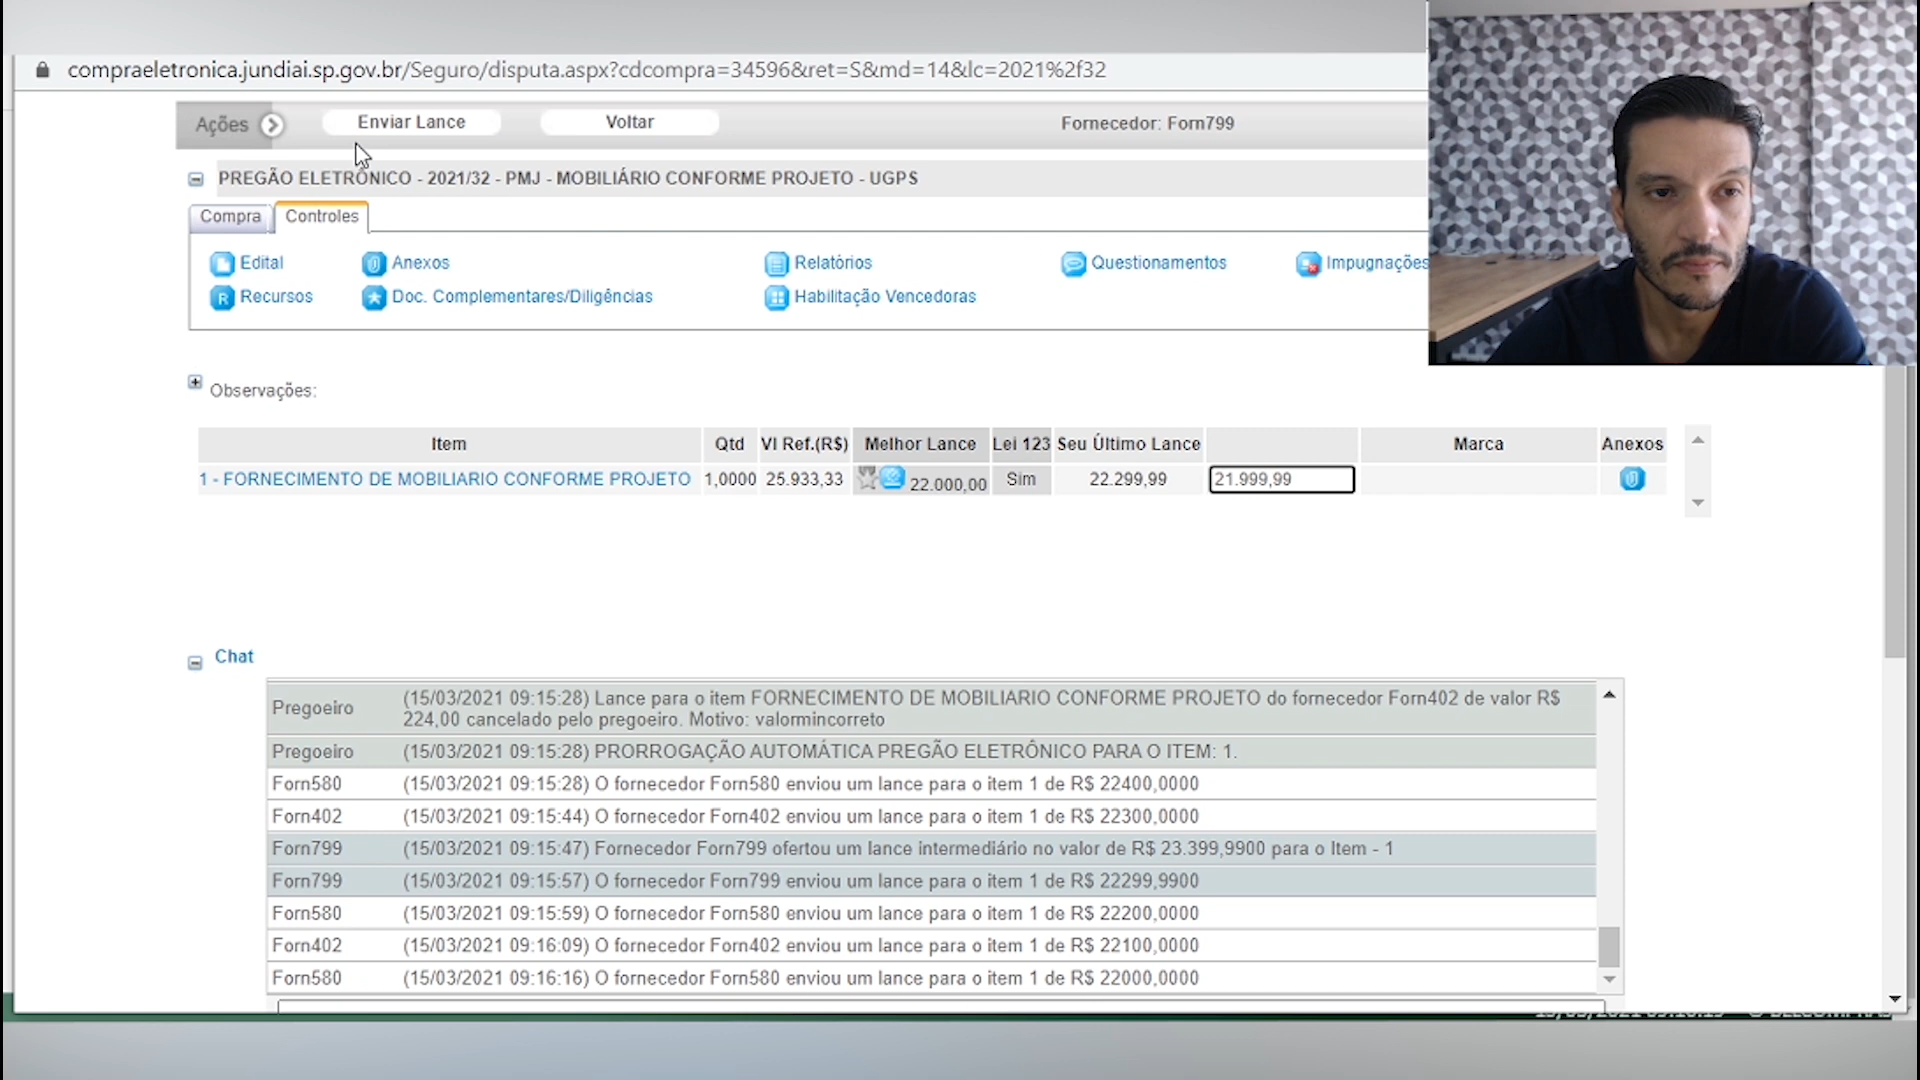 compraeletronica.jundiai.sp.gov.br/Seguro/disputa.aspx?cdcompra=34596&ret=S&md=14&lc=2021%2f32
Ações Enviar Lance Voltar Fornecedor: Forn799
PREGÃO ELETRÔNICO - 2021/32 - PMJ - MOBILIÁRIO CONFORME PROJETO - UGPS
Compra Controles
Edital Anexos Relatórios Questionamentos Impugnações
R Recursos Doc. Complementares/Diligências Habilitação Vencedoras
Observações:
Item Qtd Vl Ref.(R$) Melhor Lance Lei 123 Seu Último Lance Marca Anexos
1 - FORNECIMENTO DE MOBILIARIO CONFORME PROJETO 1,0000 25.933,33 22.000,00 Sim 22.299,99 21.999,99
Chat
Pregoeiro (15/03/2021 09:15:28) Lance para o item FORNECIMENTO DE MOBILIARIO CONFORME PROJETO do fornecedor Forn402 de valor R$
224,00 cancelado pelo pregoeiro. Motivo: valormincorreto
Pregoeiro (15/03/2021 09:15:28) PRORROGAÇÃO AUTOMÁTICA PREGÃO ELETRÔNICO PARA O ITEM: 1.
Forn580 (15/03/2021 09:15:28) O fornecedor Forn580 enviou um lance para o item 1 de R$ 22400,0000
Forn402 (15/03/2021 09:15:44) O fornecedor Forn402 enviou um lance para o item 1 de R$ 22300,0000
Forn799 (15/03/2021 09:15:47) Fornecedor Forn799 ofertou um lance intermediário no valor de R$ 23.399,9900 para o Item - 1
Forn799 (15/03/2021 09:15:57) O fornecedor Forn799 enviou um lance para o item 1 de R$ 22299,9900
Forn580 (15/03/2021 09:15:59) O fornecedor Forn580 enviou um lance para o item 1 de R$ 22200,0000
Forn402 (15/03/2021 09:16:09) O fornecedor Forn402 enviou um lance para o item 1 de R$ 22100,0000
Forn580 (15/03/2021 09:16:16) O fornecedor Forn580 enviou um lance para o item 1 de R$ 22000,0000